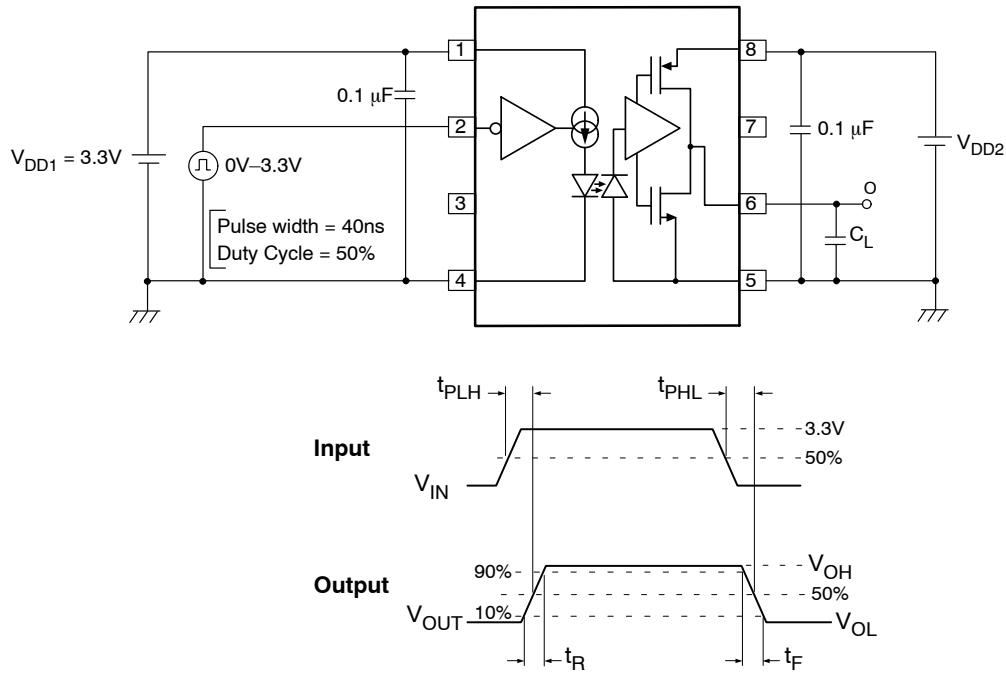 1
8
0.1 μF
2
7
0.1 μF
V_DD1 = 3.3V
0V–3.3V
V_DD2
3
6
O
Pulse width = 40ns
Duty Cycle = 50%
C_L
4
5
t_PLH
t_PHL
Input
3.3V
50%
V_IN
Output
90%
V_OH
50%
V_OUT
10%
V_OL
t_R
t_F